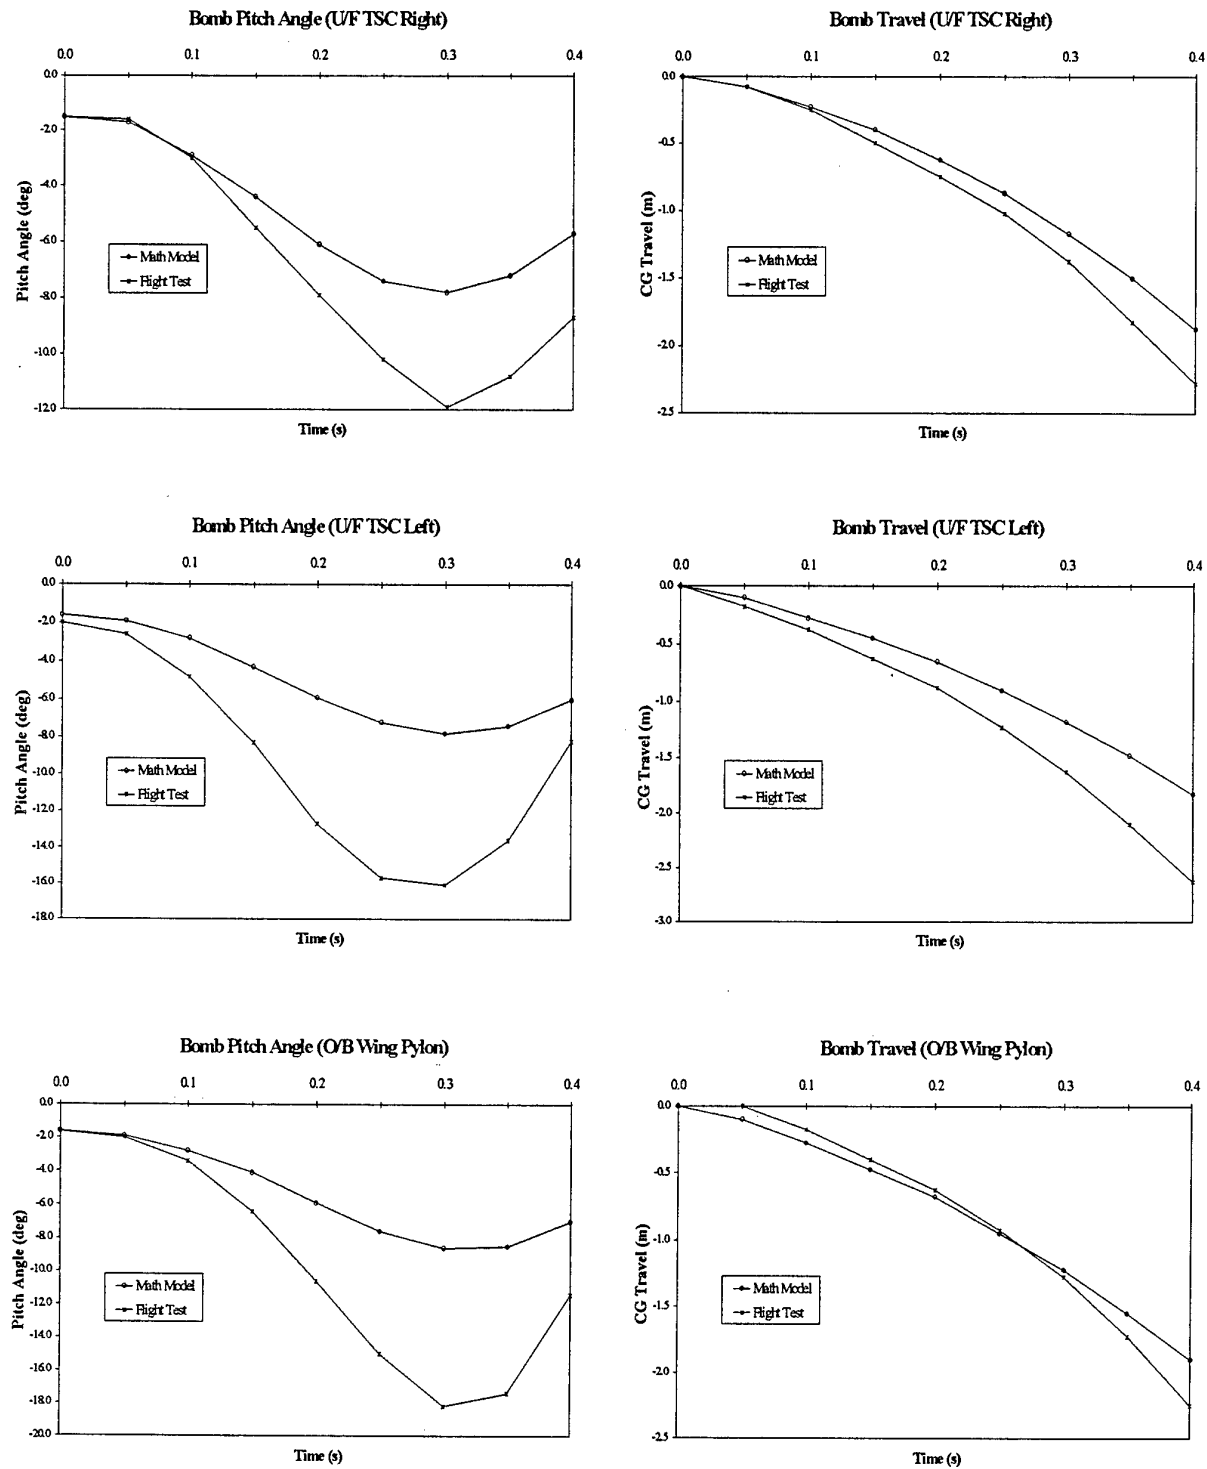 Bomb Pitch Angle (U/F TSC Right)
0.0 0.1 0.2 0.3 0.4
0.0
-2.0
-4.0
-6.0
-8.0
-10.0
-12.0
Pitch Angle (deg)
Math Model
Flight Test
Time (s)
Bomb Travel (U/F TSC Right)
0.0 0.1 0.2 0.3 0.4
0.0
-0.5
-1.0
-1.5
-2.0
-2.5
CG Travel (m)
Math Model
Flight Test
Time (s)
Bomb Pitch Angle (U/F TSC Left)
0.0 0.1 0.2 0.3 0.4
0.0
-2.0
-4.0
-6.0
-8.0
-10.0
-12.0
-14.0
-16.0
-18.0
Pitch Angle (deg)
Math Model
Flight Test
Time (s)
Bomb Travel (U/F TSC Left)
0.0 0.1 0.2 0.3 0.4
0.0
-0.5
-1.0
-1.5
-2.0
-2.5
-3.0
CG Travel (m)
Math Model
Flight Test
Time (s)
Bomb Pitch Angle (O/B Wing Pylon)
0.0 0.1 0.2 0.3 0.4
0.0
-2.0
-4.0
-6.0
-8.0
-10.0
-12.0
-14.0
-16.0
-18.0
-20.0
Pitch Angle (deg)
Math Model
Flight Test
Time (s)
Bomb Travel (O/B Wing Pylon)
0.0 0.1 0.2 0.3 0.4
0.0
-0.5
-1.0
-1.5
-2.0
-2.5
CG Travel (m)
Math Model
Flight Test
Time (s)